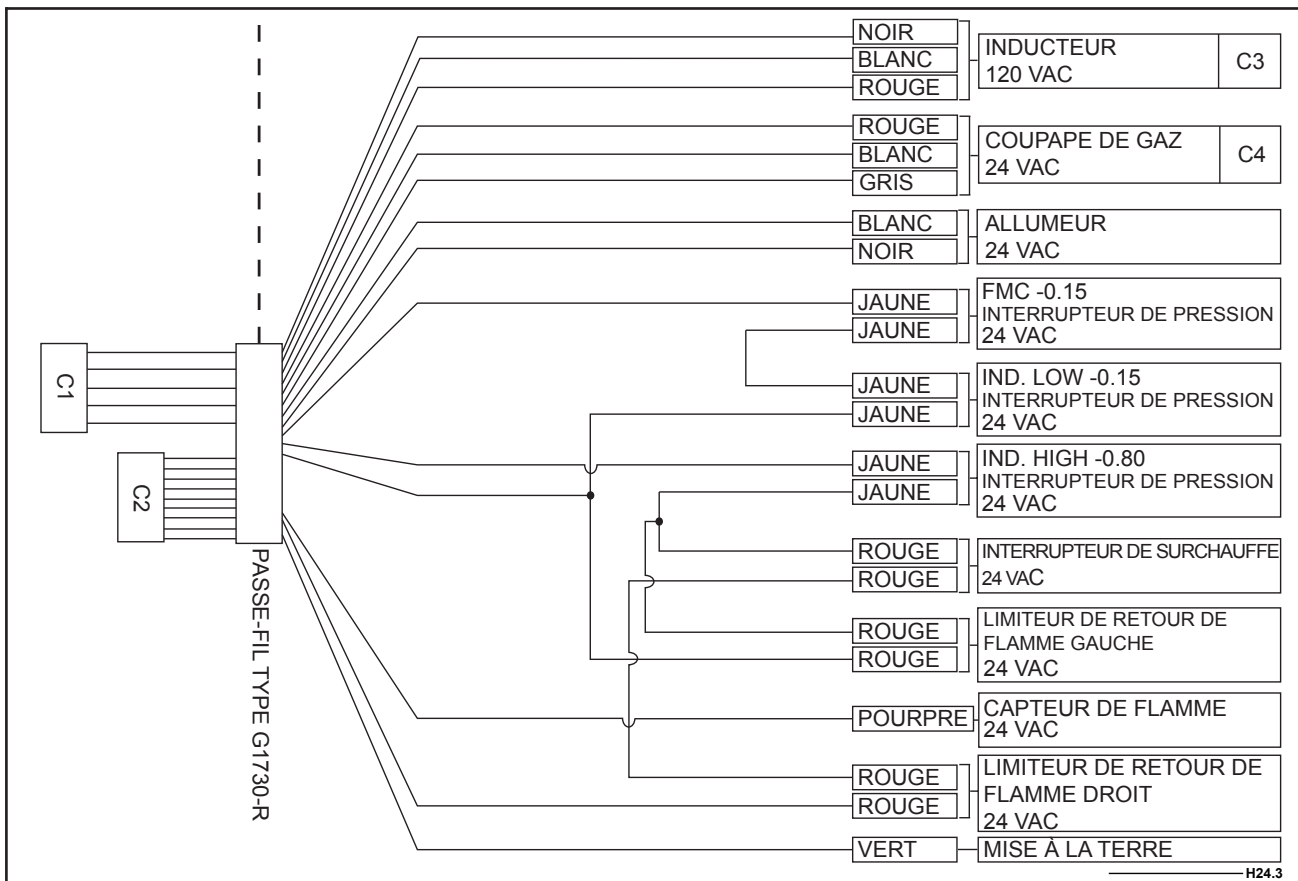 NOIR
BLANC
ROUGE
INDUCTEUR
120 VAC
C3
ROUGE
BLANC
GRIS
COUPAPE DE GAZ
24 VAC
C4
BLANC
NOIR
ALLUMEUR
24 VAC
JAUNE
JAUNE
FMC -0.15
INTERRUPTEUR DE PRESSION
24 VAC
JAUNE
JAUNE
IND. LOW -0.15
INTERRUPTEUR DE PRESSION
24 VAC
JAUNE
JAUNE
IND. HIGH -0.80
INTERRUPTEUR DE PRESSION
24 VAC
ROUGE
ROUGE
INTERRUPTEUR DE SURCHAUFFE
24 VAC
ROUGE
ROUGE
LIMITEUR DE RETOUR DE
FLAMME GAUCHE
24 VAC
POURPRE
CAPTEUR DE FLAMME
24 VAC
ROUGE
ROUGE
LIMITEUR DE RETOUR DE
FLAMME DROIT
24 VAC
VERT
MISE À LA TERRE
C1
C2
PASSE-FIL TYPE G1730-R
H24.3